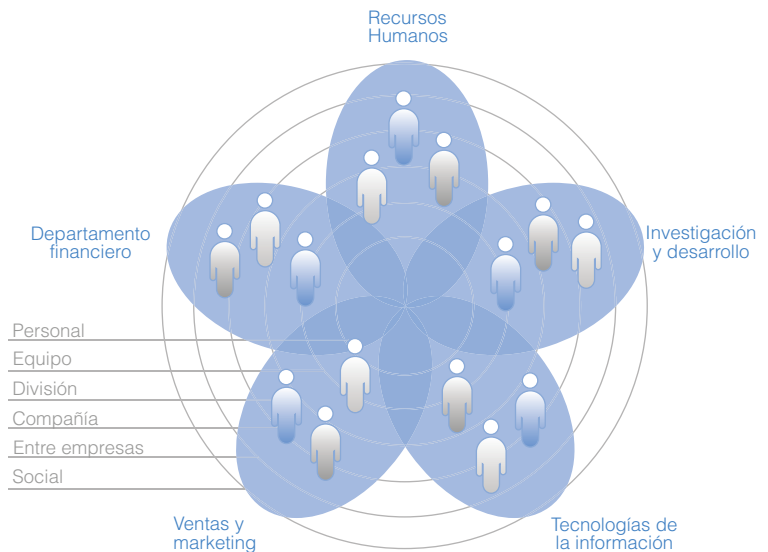 Recursos
Humanos
Departamento
financiero
Investigación
y desarrollo
Personal
Equipo
División
Compañía
Entre empresas
Social
Ventas y
marketing
Tecnologías de
la información